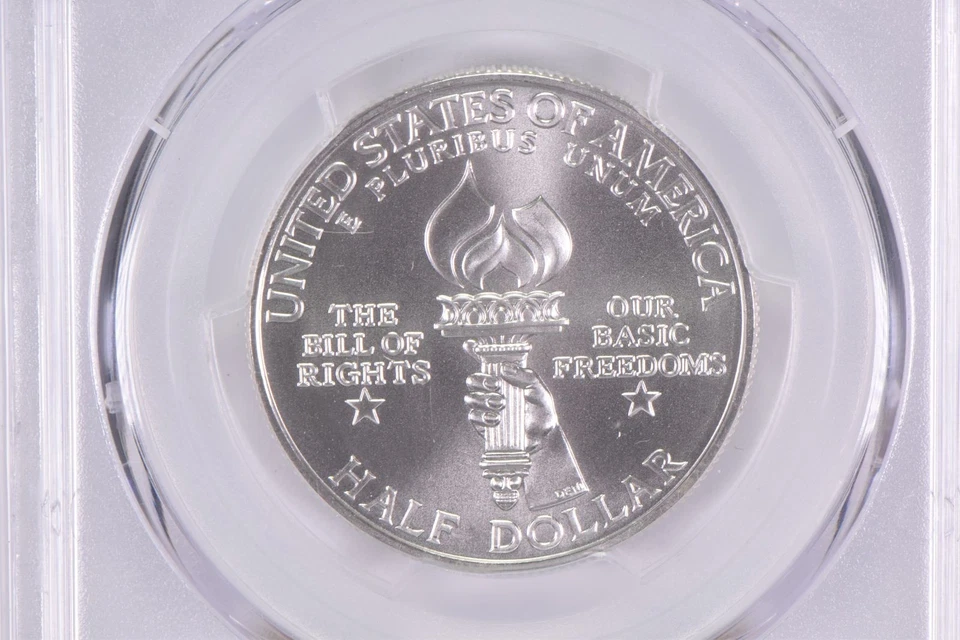 UNITED STATES OF AMERICA
E PLURIBUS UNUM
THE
BILL OF
RIGHTS
OUR
BASIC
FREEDOMS
HALF DOLLAR